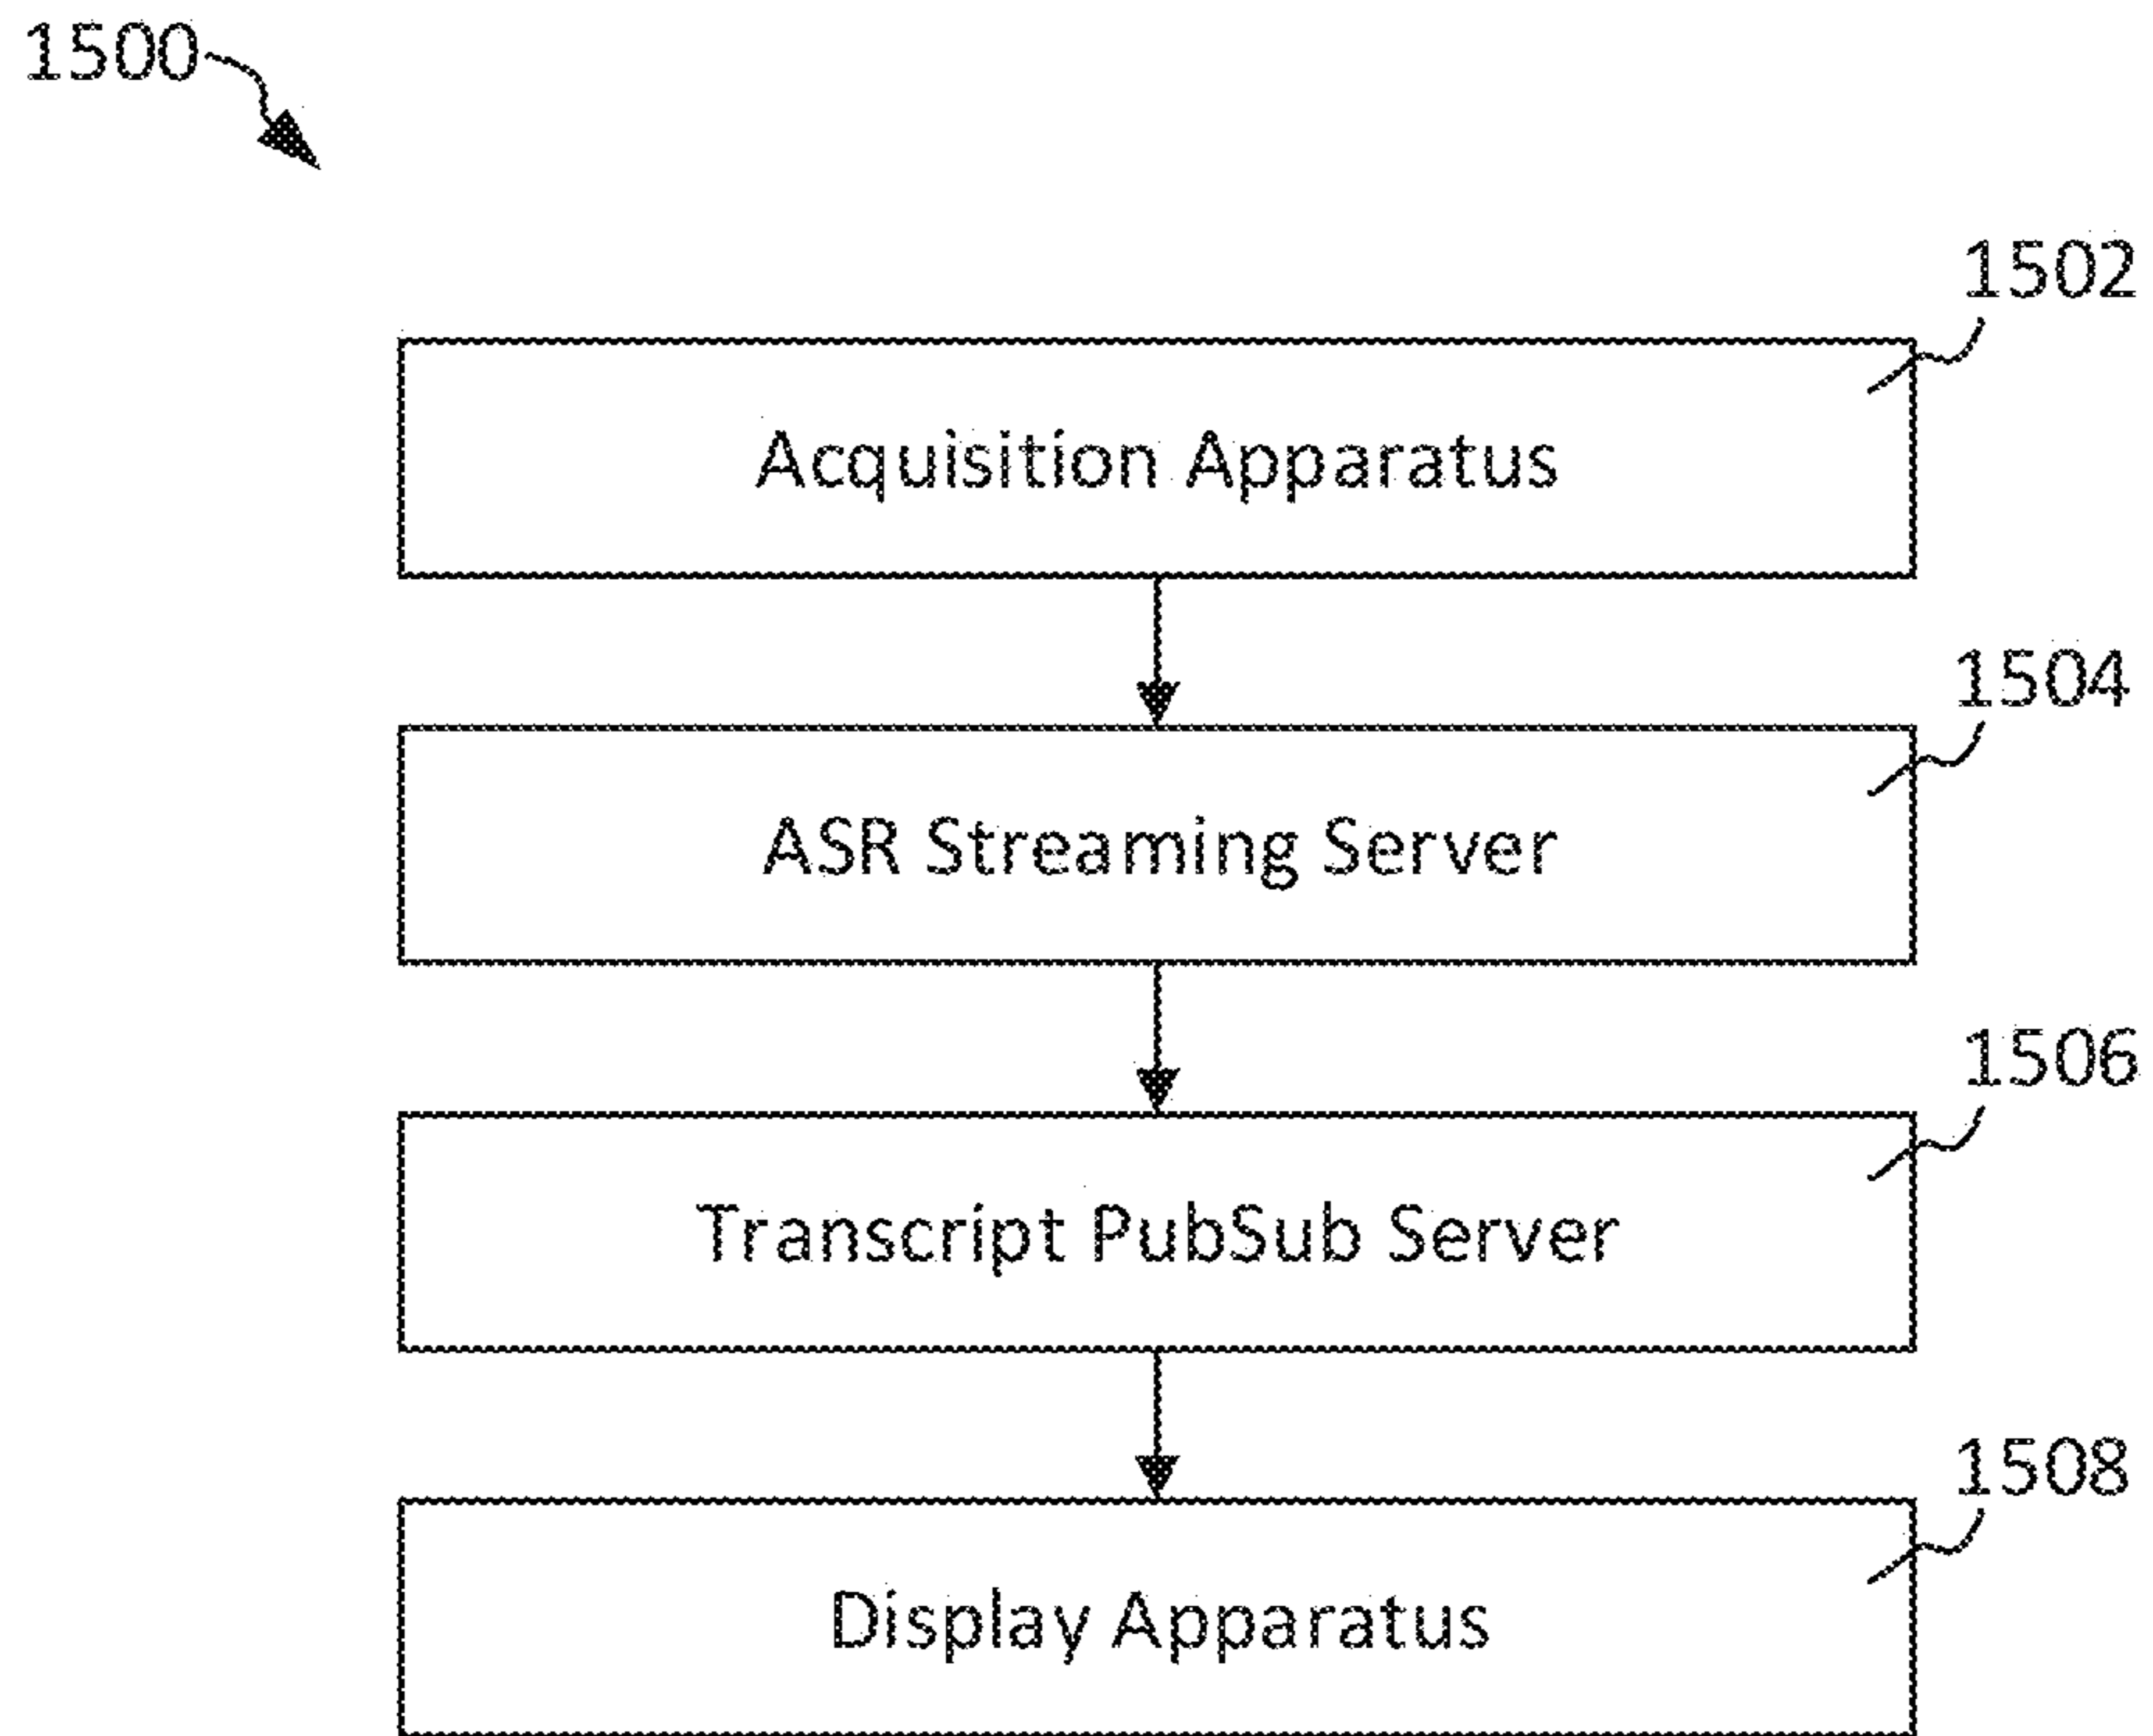 1500
1502
Acquisition Apparatus
1504
ASR Streaming Server
1506
Transcript PubSub Server
1508
Display Apparatus